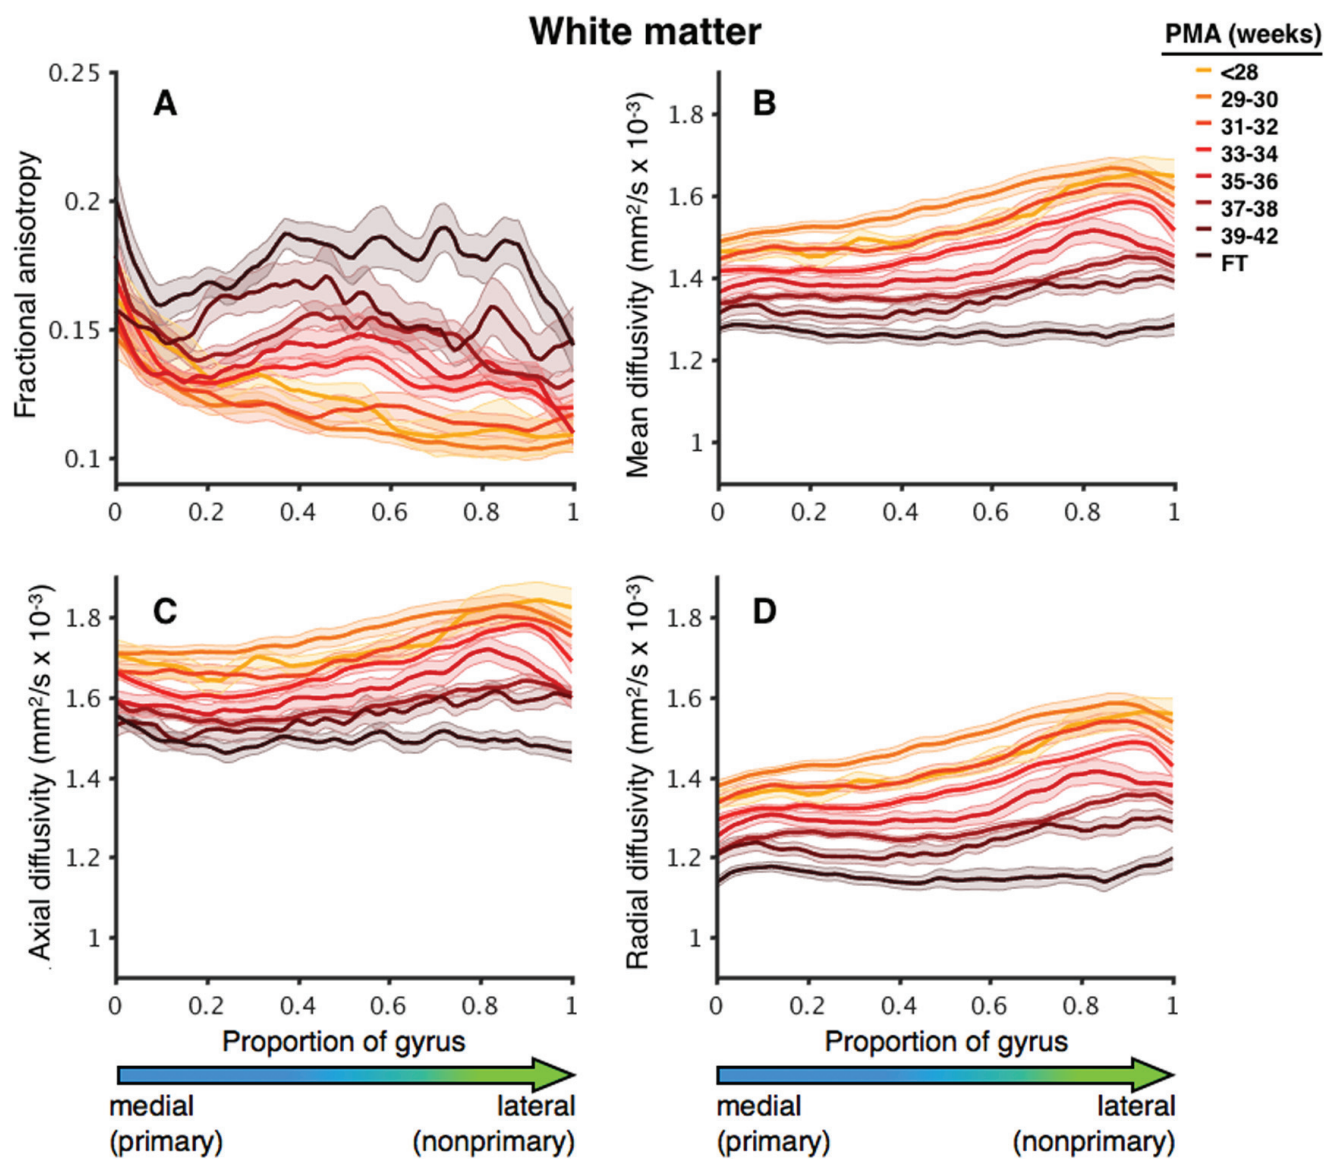 White matter
PMA (weeks)
<28
29-30
31-32
33-34
35-36
37-38
39-42
FT
A
Fractional anisotropy
0.25
0.2
0.15
0.1
0 0.2 0.4 0.6 0.8 1
B
Mean diffusivity (mm²/s x 10⁻³)
1.8
1.6
1.4
1.2
1
0 0.2 0.4 0.6 0.8 1
C
Axial diffusivity (mm²/s x 10⁻³)
1.8
1.6
1.4
1.2
1
0 0.2 0.4 0.6 0.8 1
Proportion of gyrus
medial lateral
(primary) (nonprimary)
D
Radial diffusivity (mm²/s x 10⁻³)
1.8
1.6
1.4
1.2
1
0 0.2 0.4 0.6 0.8 1
Proportion of gyrus
medial lateral
(primary) (nonprimary)